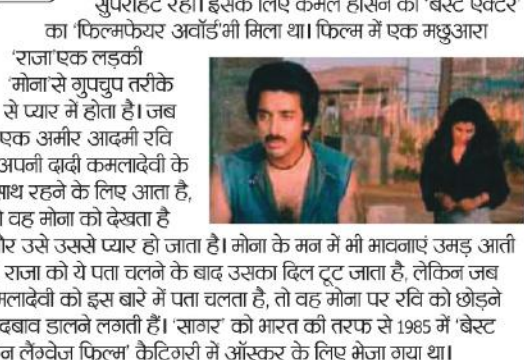 सुपरहिट रहा। इसके लिए कमल हासन को 'बेस्ट एक्टर'
का 'फिल्मफेयर अवॉर्ड' भी मिला था। फिल्म में एक मछुआरा
'राजा' एक लड़की
'मोना' से गुपचुप तरीके
से प्यार में होता है। जब
एक अमीर आदमी रवि
अपनी दादी कमलादेवी के
साथ रहने के लिए आता है,
वह मोना को देखता है
और उसे उससे प्यार हो जाता है। मोना के मन में भी भावनाएं उमड़ आती
राजा को ये पता चलने के बाद उसका दिल टूट जाता है, लेकिन जब
मलादेवी को इस बारे में पता चलता है, तो वह मोना पर रवि को छोड़ने
दबाव डालने लगती हैं। 'सागर' को भारत की तरफ से 1985 में 'बेस्ट
न लैंग्वेज फिल्म' कैटिगरी में ऑस्कर के लिए भेजा गया था।